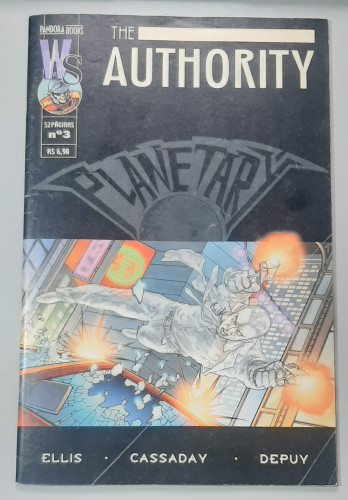 PANDORA BOOKS
WS
52 PÁGINAS
nº3
R$ 6,90
THE
AUTHORITY
PLANETARY
ELLIS · CASSADAY · DEPUY